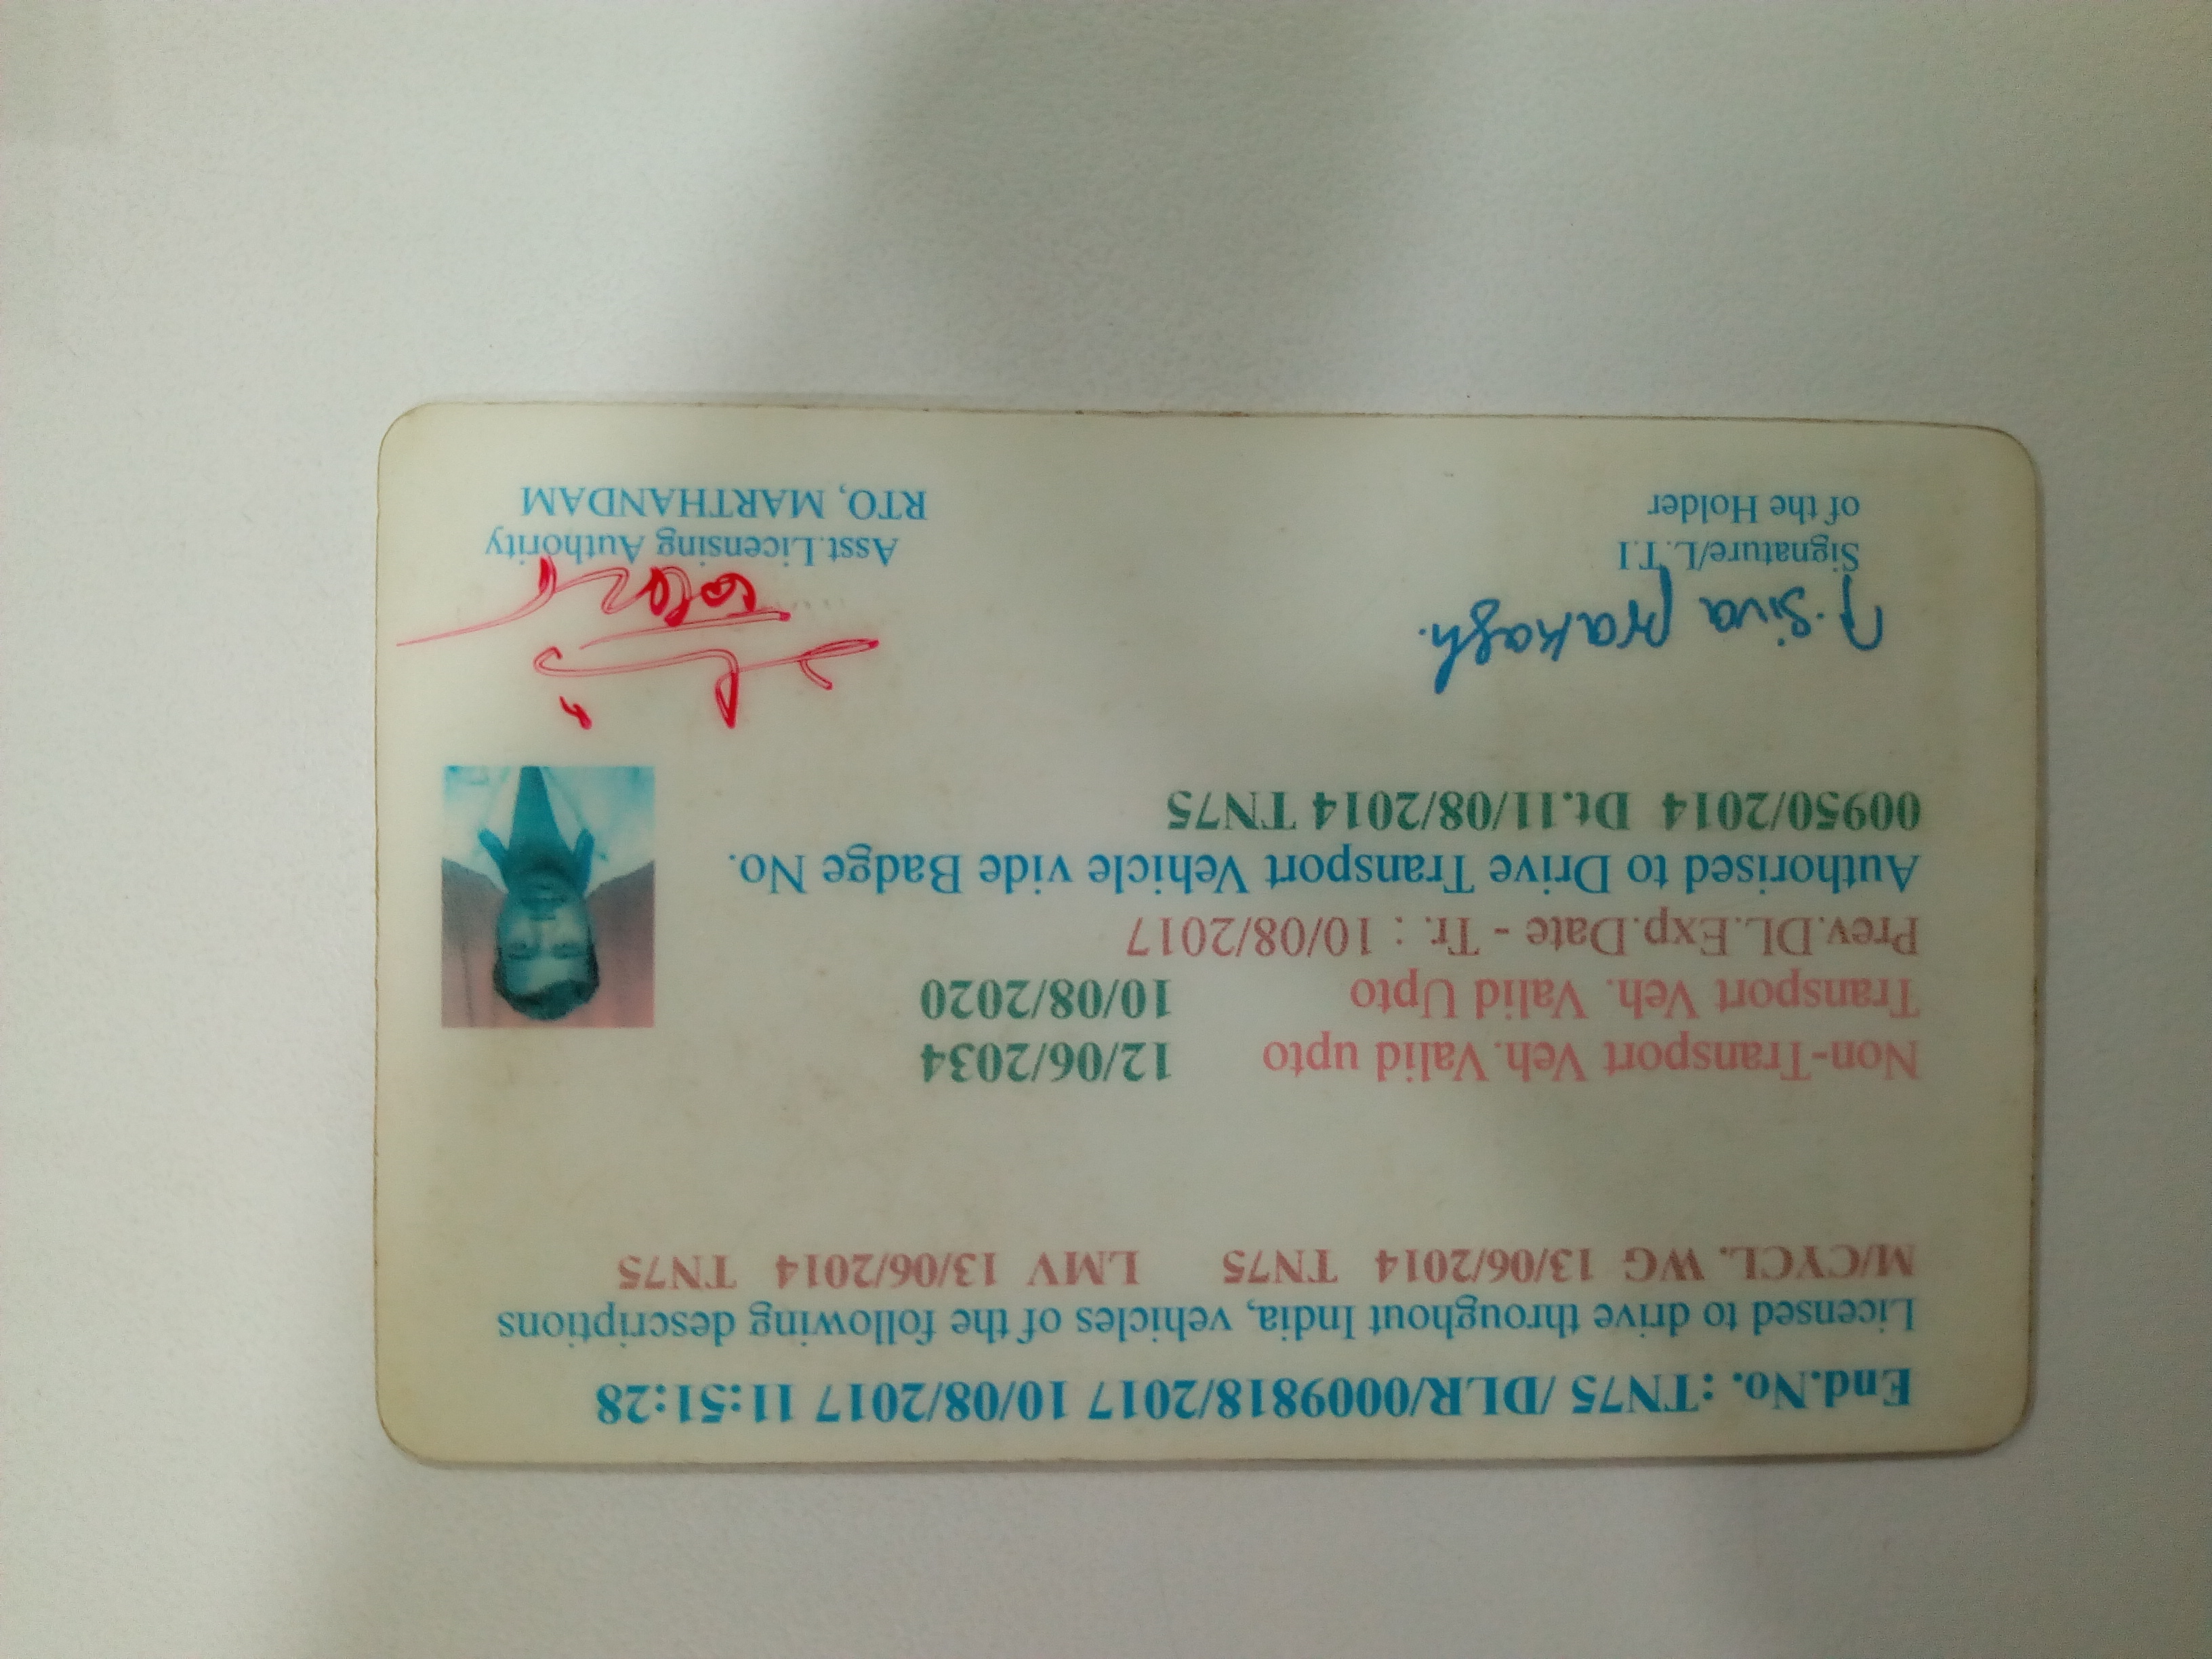 End.No. :TN75 /DLR/0009818/2017 10/08/2017 11:51:28
Licensed to drive throughout India, vehicles of the following descriptions
M/CYCL. WG 13/06/2014 TN75 LMV 13/06/2014 TN75
Non-Transport Veh.Valid upto 12/06/2034
Transport Veh. Valid Upto 10/08/2020
Prev.DL.Exp.Date - Tr. : 10/08/2017
Authorised to Drive Transport Vehicle vide Badge No.
00950/2014 Dt.11/08/2014 TN75
siva prakash.
Signature/L.T.I
of the Holder
Asst.Licensing Authority
RTO, MARTHANDAM